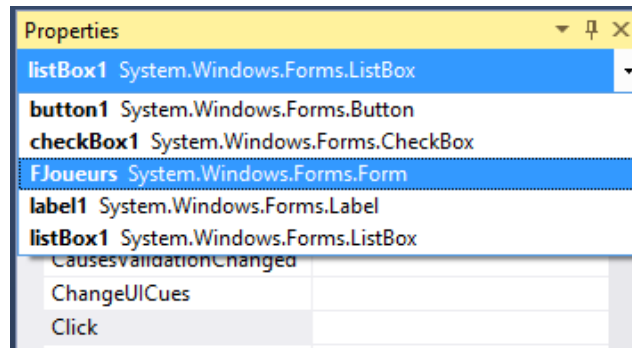 Properties
listBox1 System.Windows.Forms.ListBox
button1 System.Windows.Forms.Button
checkBox1 System.Windows.Forms.CheckBox
FJoueurs System.Windows.Forms.Form
label1 System.Windows.Forms.Label
listBox1 System.Windows.Forms.ListBox
CausesValidationChanged
ChangeUICues
Click